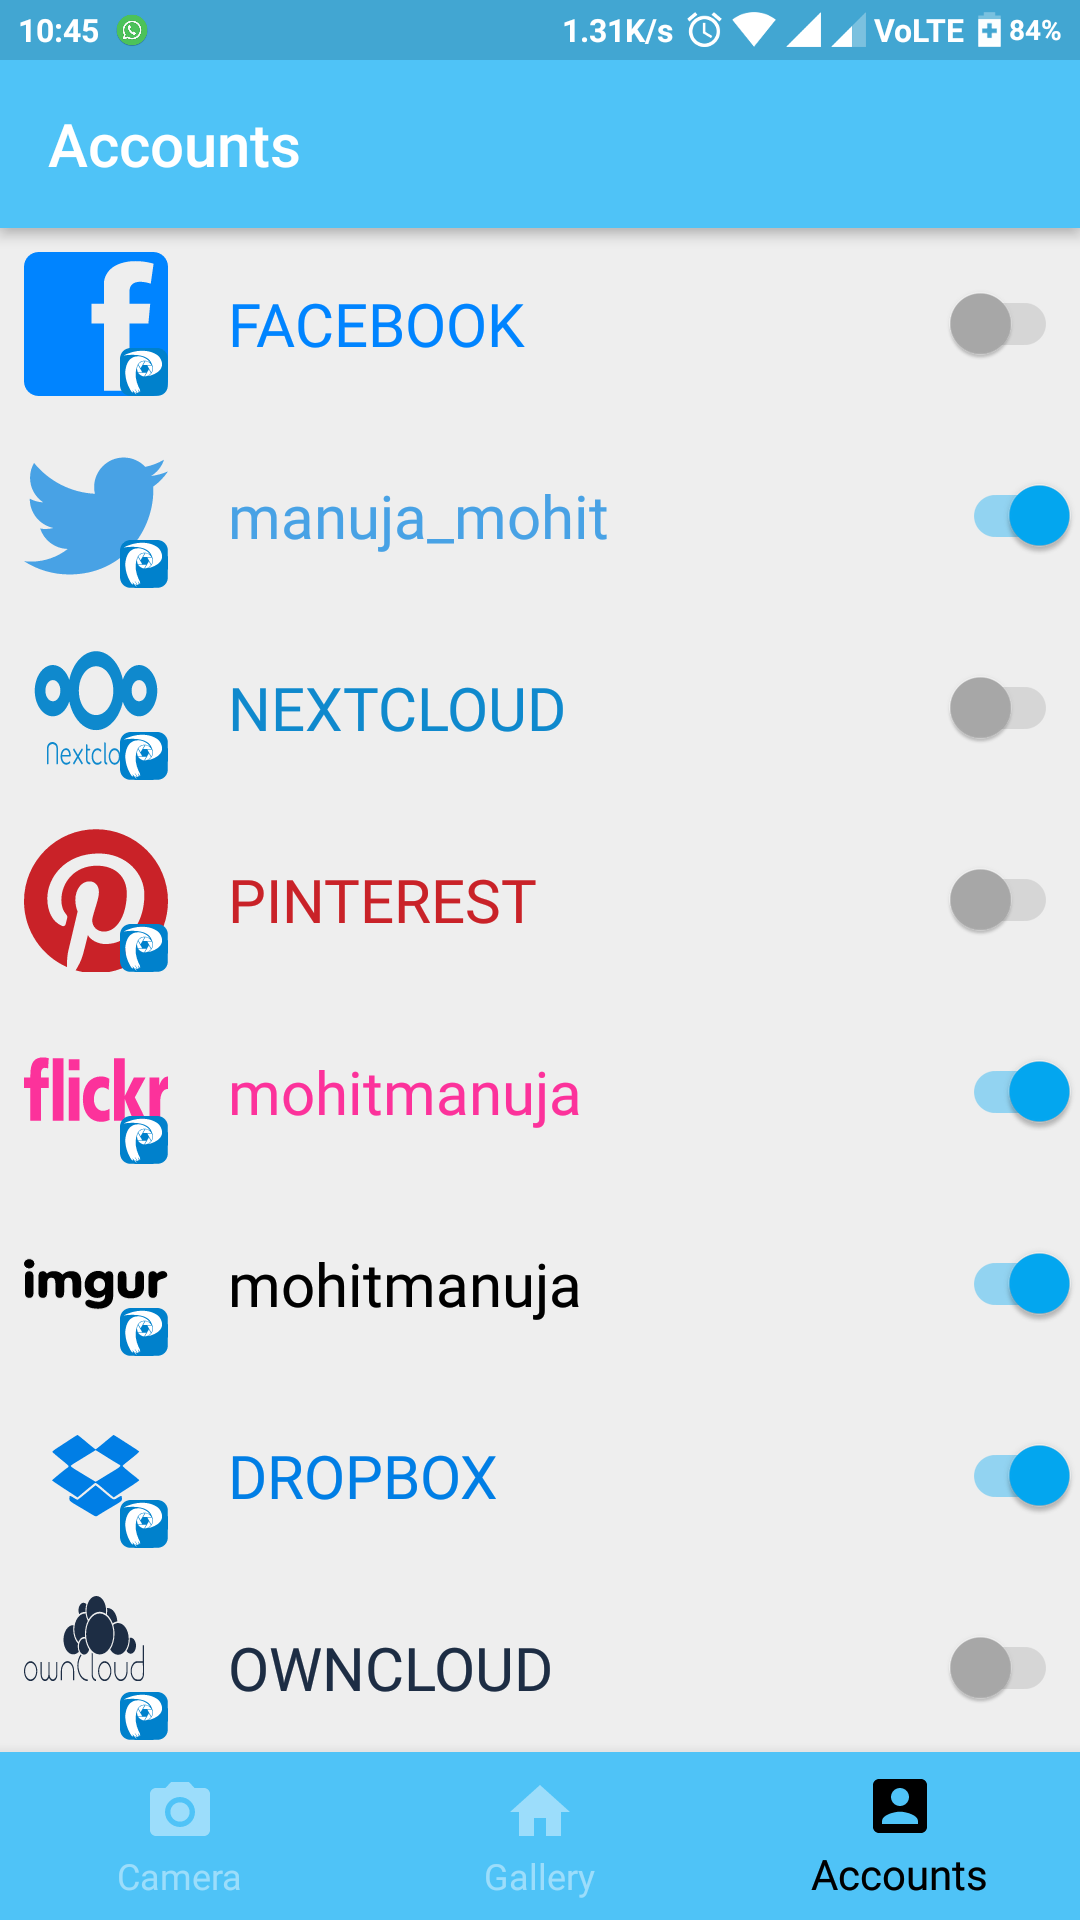 10:45 1.31K/s VoLTE 84%
Accounts
FACEBOOK
manuja_mohit
Nextclo
NEXTCLOUD
PINTEREST
flickr
mohitmanuja
imgur
mohitmanuja
DROPBOX
ownCloud
OWNCLOUD
Camera Gallery Accounts